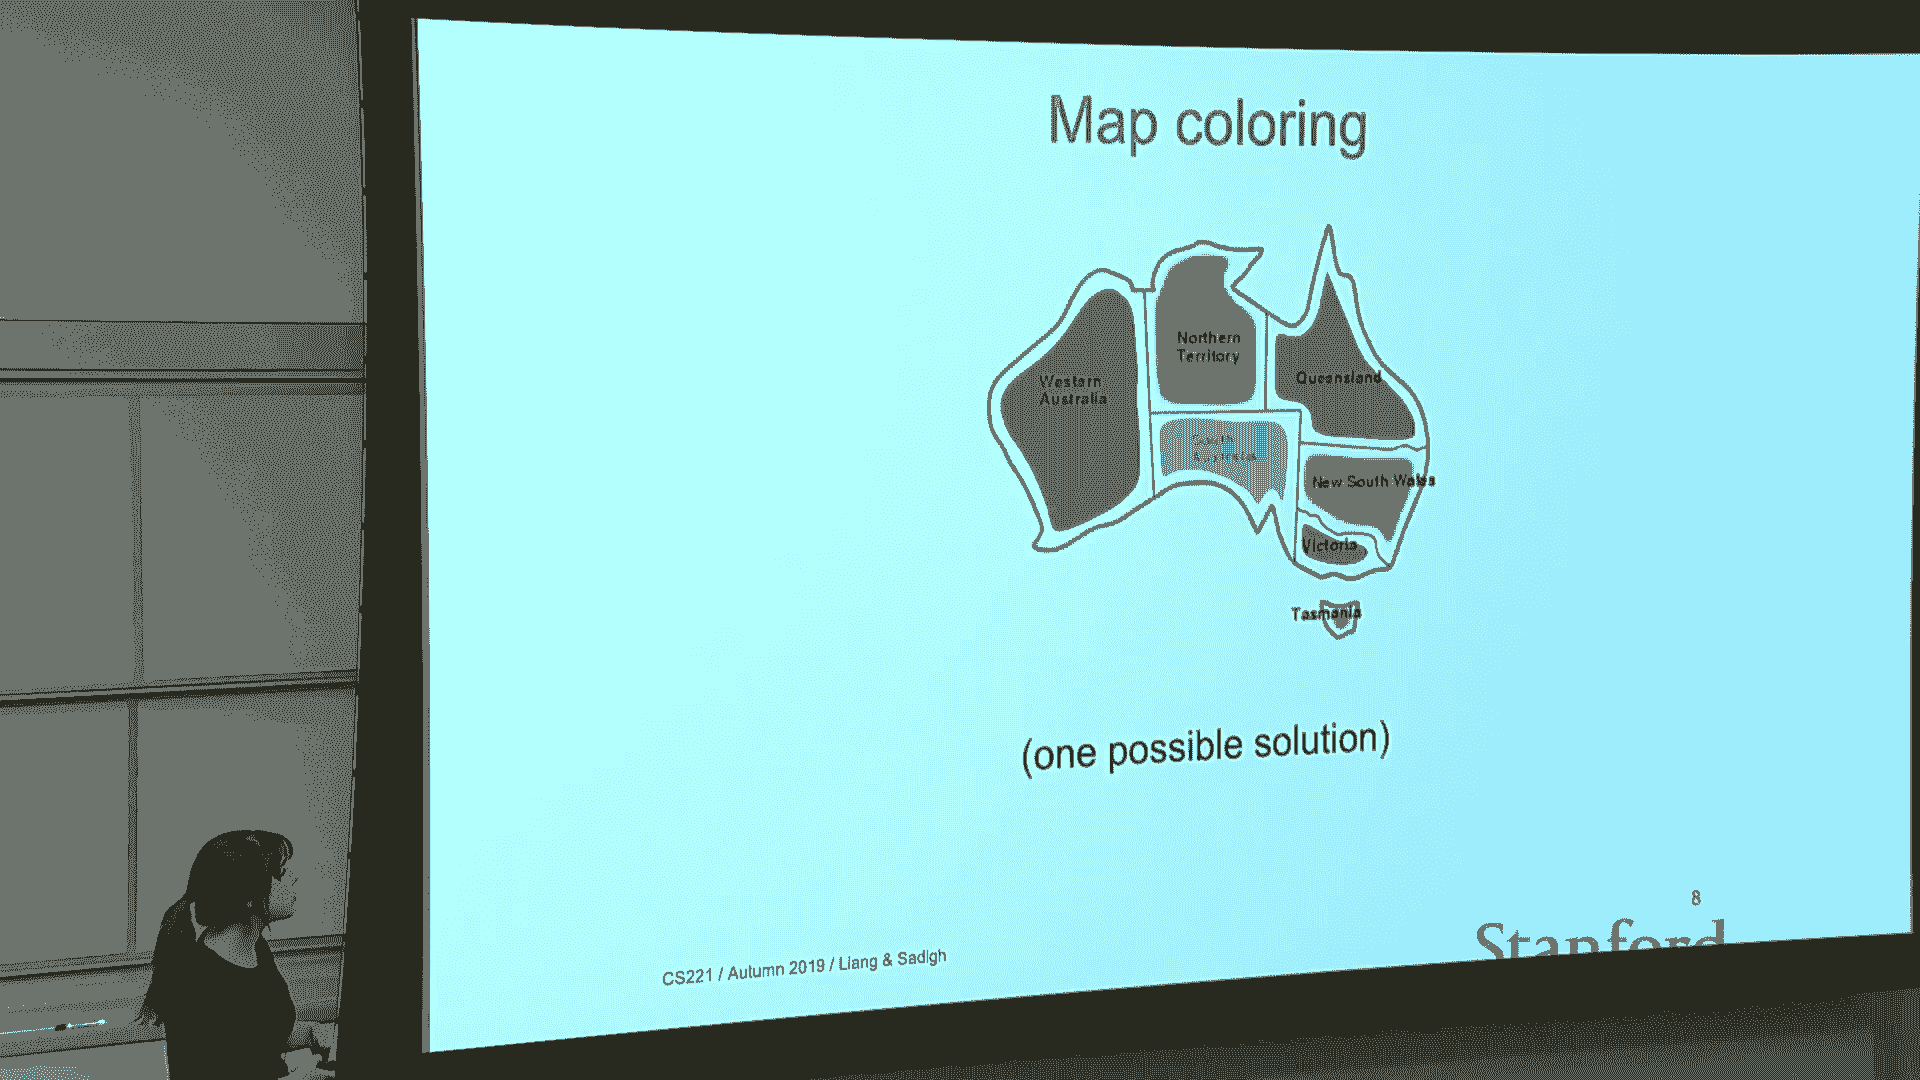 Map coloring
Northern
Territory
Western
Australia
Queensland
South
Australia
New South Wales
Victoria
Tasmania
(one possible solution)
8
Stanford
CS221 / Autumn 2019 / Liang & Sadigh